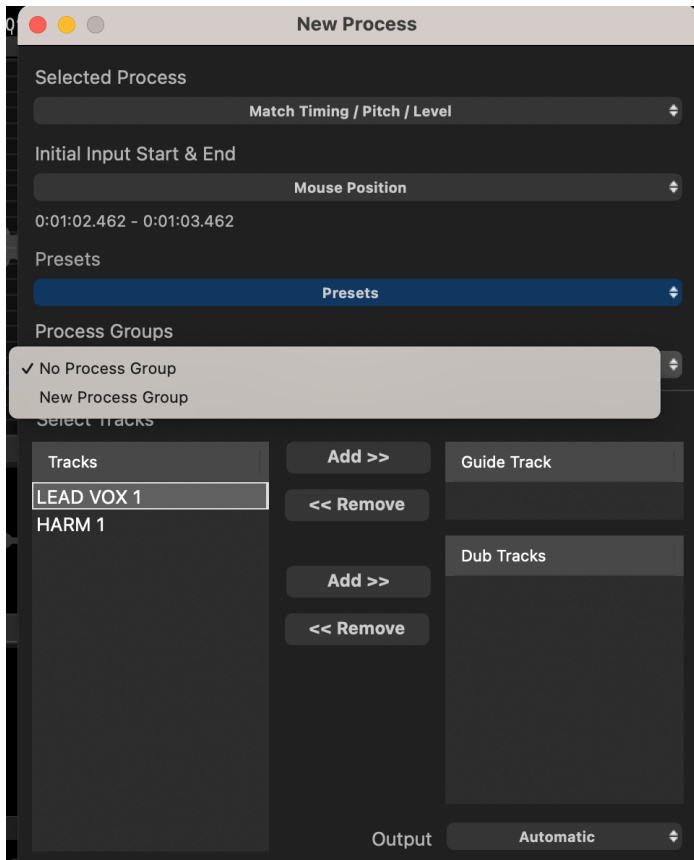 New Process
Selected Process
Match Timing / Pitch / Level
Initial Input Start & End
Mouse Position
0:01:02.462 - 0:01:03.462
Presets
Presets
Process Groups
✓ No Process Group
New Process Group
Select Tracks
Tracks
Add >>
Guide Track
LEAD VOX 1
<< Remove
HARM 1
Dub Tracks
Add >>
<< Remove
Output
Automatic